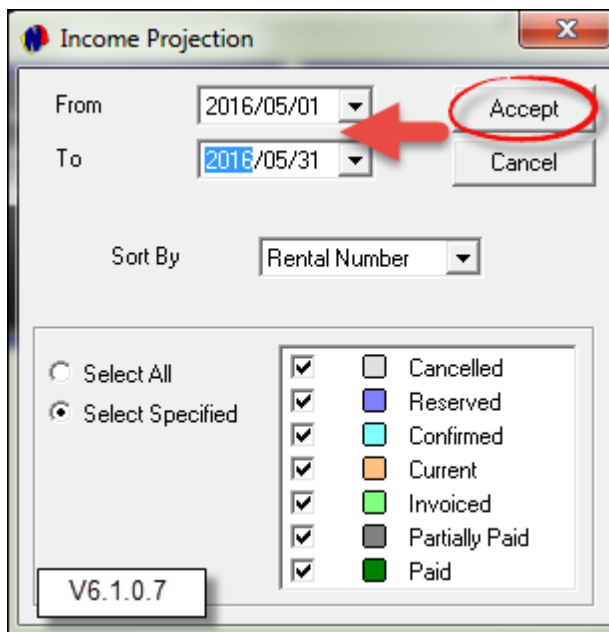 Income Projection
From 2016/05/01 Accept
To 2016/05/31 Cancel
Sort By Rental Number
Select All
Select Specified
Cancelled
Reserved
Confirmed
Current
Invoiced
Partially Paid
Paid
V6.1.0.7